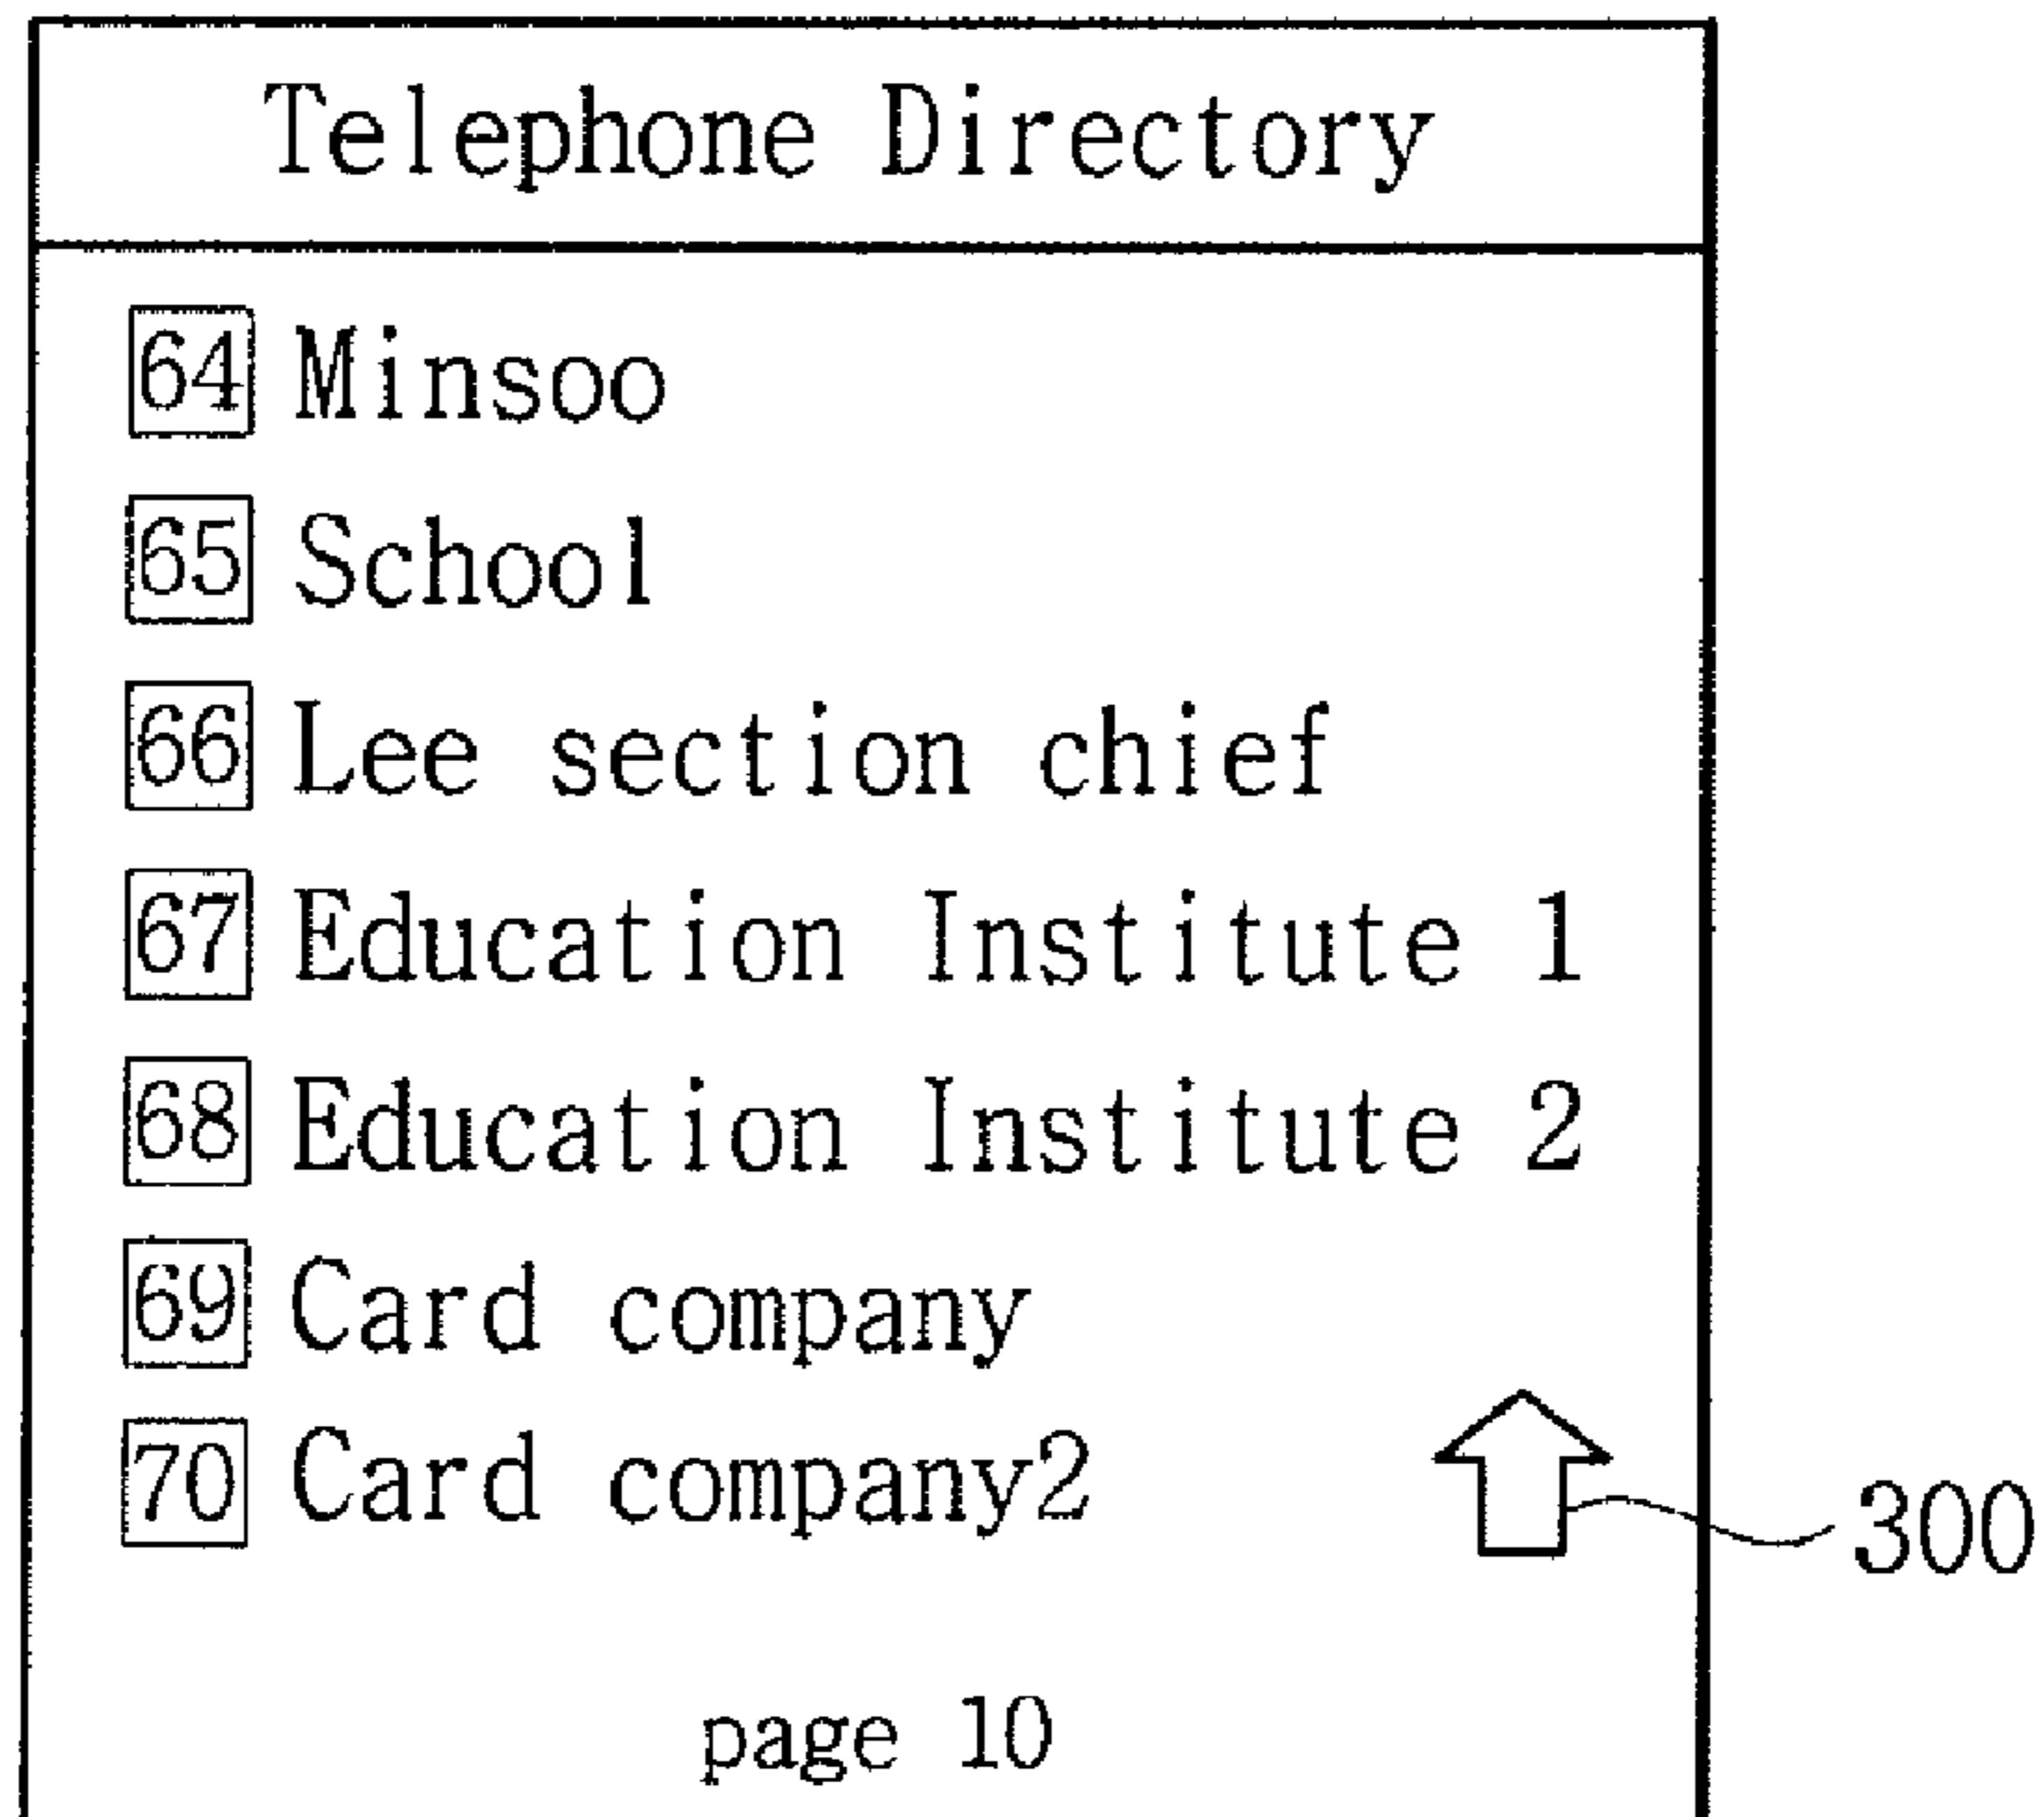 Telephone Directory
64 Minsoo
65 School
66 Lee section chief
67 Education Institute 1
68 Education Institute 2
69 Card company
70 Card company2
300
page 10